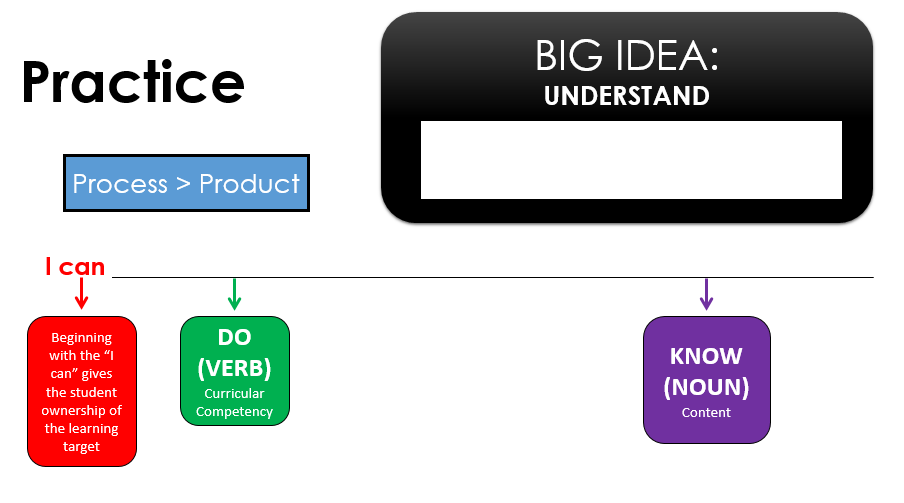 Practice
BIG IDEA:
UNDERSTAND
Process > Product
I can
Beginning
with the “I
can” gives
the student
ownership of
the learning
target
DO
(VERB)
Curricular
Competency
KNOW
(NOUN)
Content